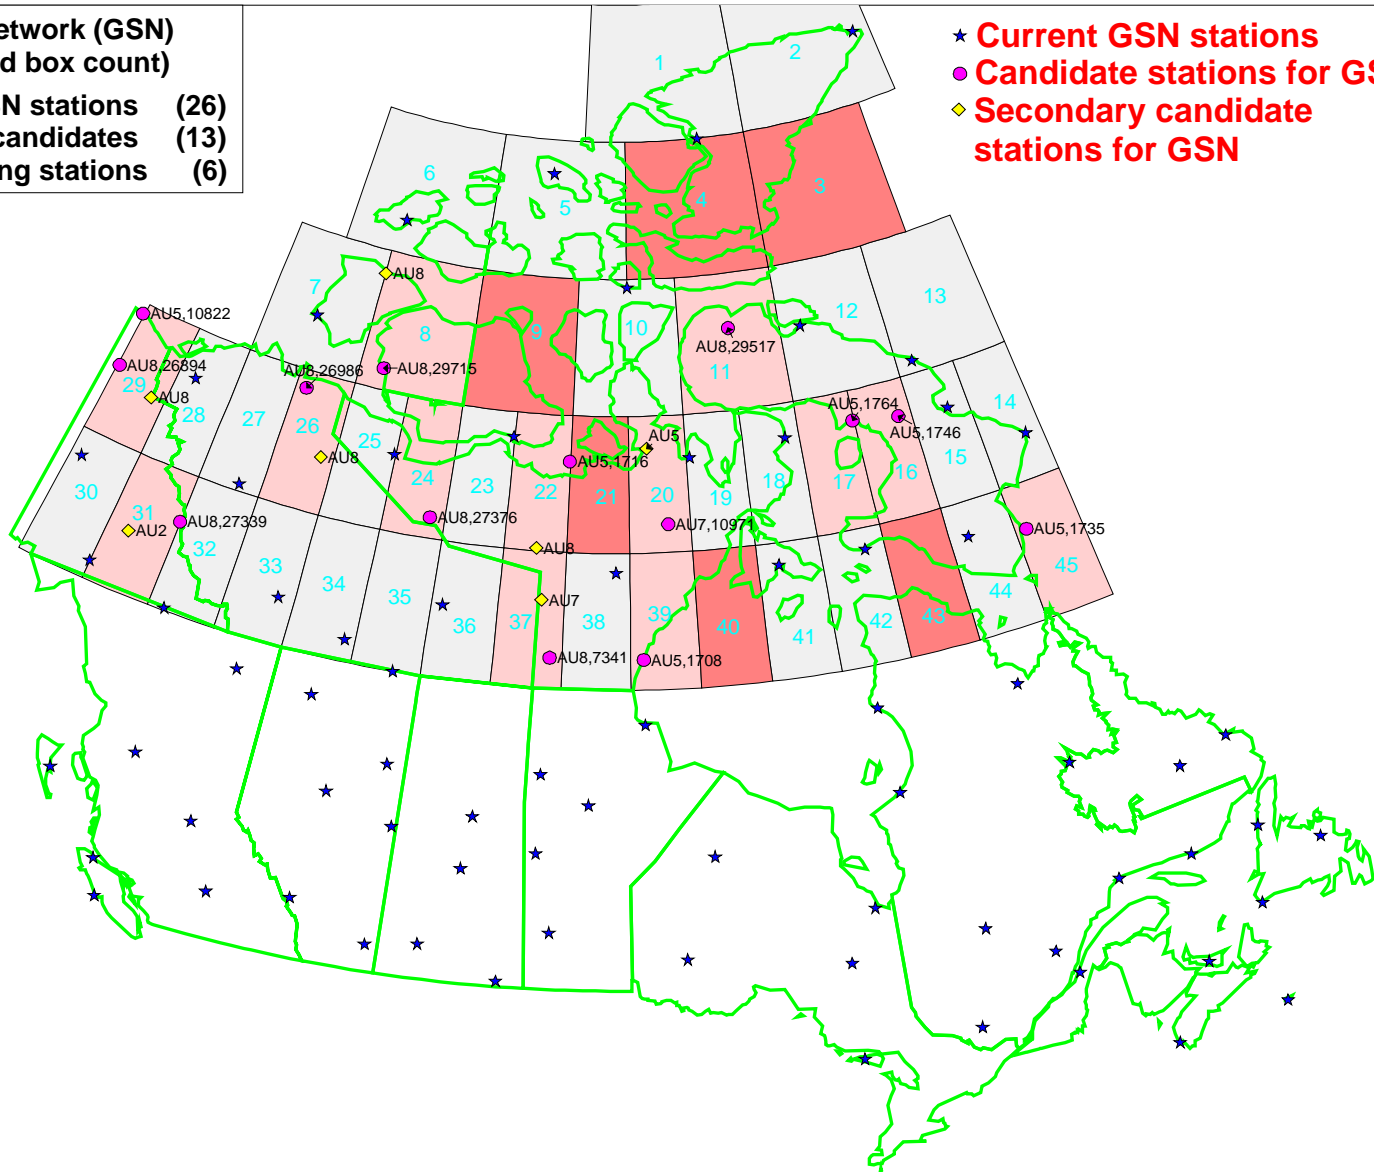 etwork (GSN)
d box count)
SN stations (26)
candidates (13)
ng stations (6)
Current GSN stations
Candidate stations for GS
Secondary candidate
stations for GSN
1
2
3
4
5
6
7
8
9
10
11
12
13
14
15
16
17
18
19
20
21
22
23
24
25
26
27
28
29
30
31
32
33
34
35
36
37
38
39
40
41
42
43
44
45
AU8
AU5,10822
AU8,26894
AU8
AU8,26986
AU8,29715
AU8,29517
AU5,1764
AU5,1746
AU8
AU5
AU5,1716
AU8,27376
AU7,10971
AU2
AU8,27339
AU8
AU5,1735
AU7
AU8,7341
AU5,1708